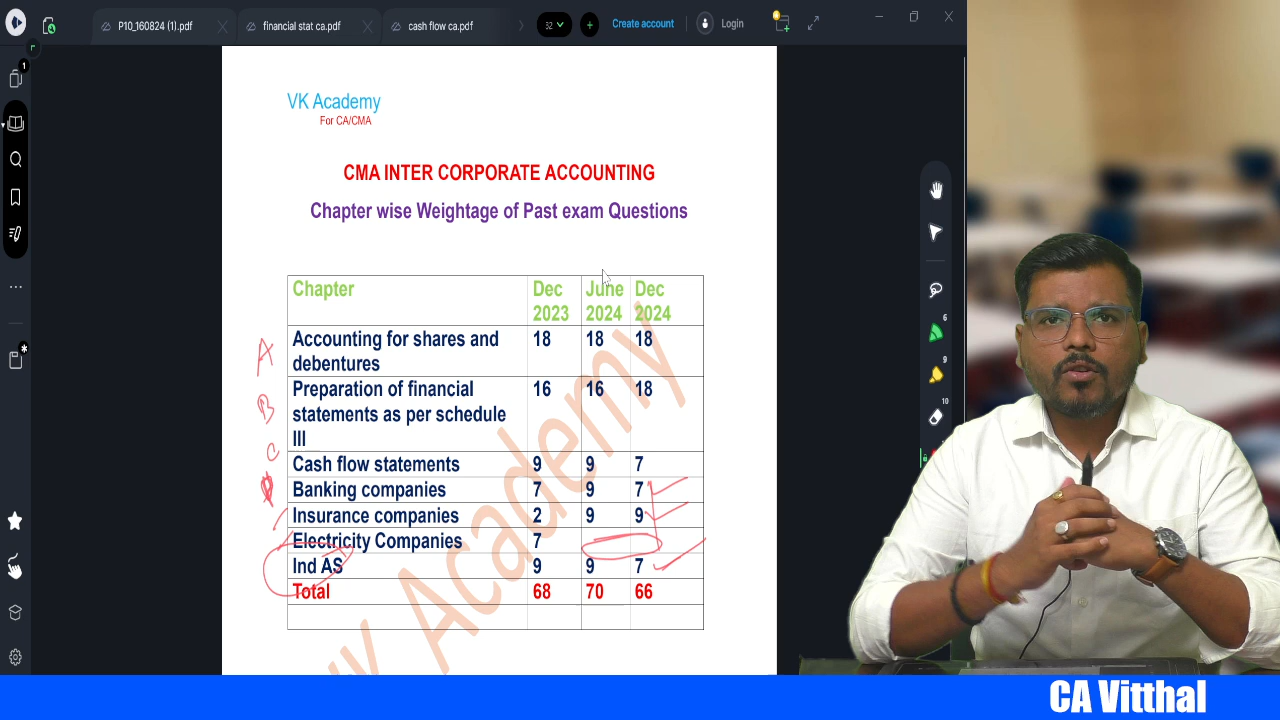 P10_160824 (1).pdf
financial stat ca.pdf
cash flow ca.pdf
Create account
Login
1
6
9
10
VK Academy
For CA/CMA
CMA INTER CORPORATE ACCOUNTING
Chapter wise Weightage of Past exam Questions
Chapter Dec 2023 June 2024 Dec 2024
A Accounting for shares and debentures 18 18 18
B Preparation of financial statements as per schedule III 16 16 18
C Cash flow statements 9 9 7
Banking companies 7 9 7
Insurance companies 2 9 9
Electricity Companies 7
Ind AS 9 9 7
Total 68 70 66
Academy
CA Vitthal